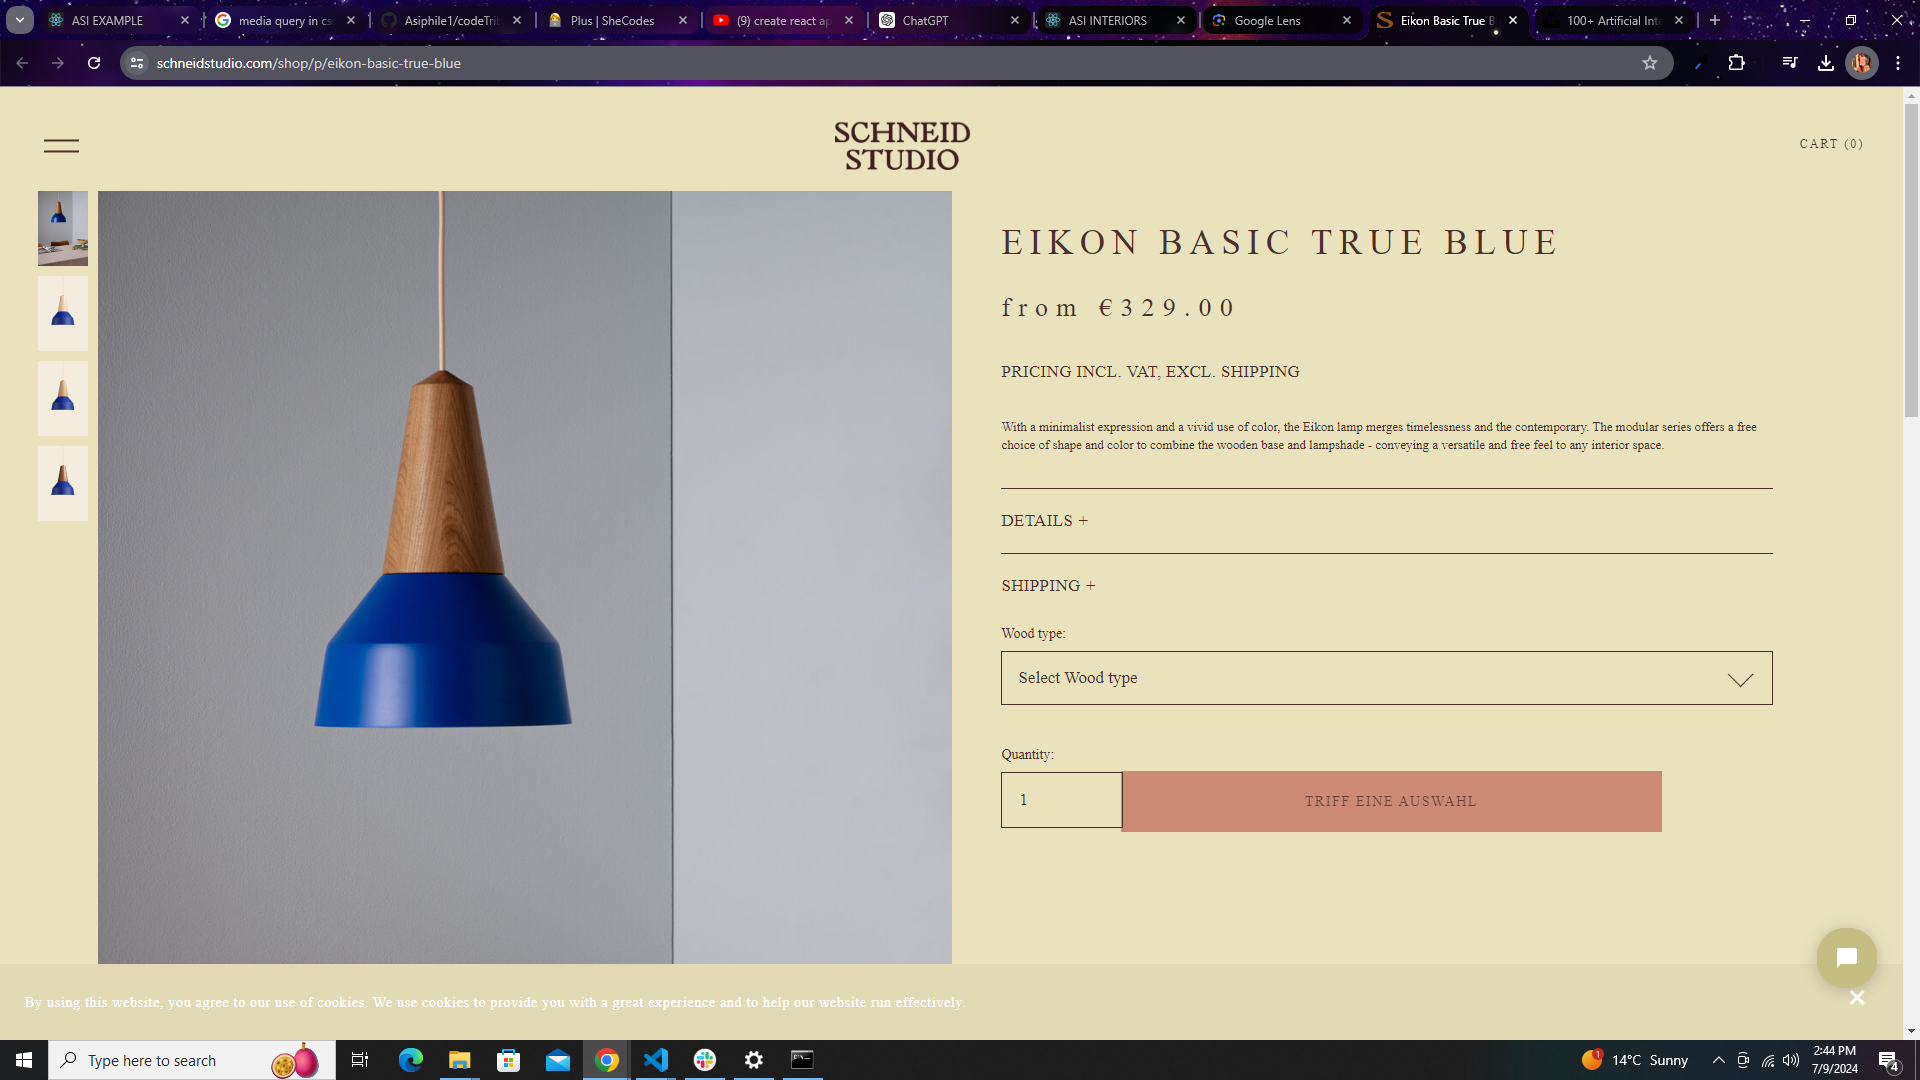 ASI EXAMPLE
media query in cs
Asiphile1/codeTrib
Plus | SheCodes
(9) create react ap
ChatGPT
ASI INTERIORS
Google Lens
Eikon Basic True B
100+ Artificial Inte
schneidstudio.com/shop/p/eikon-basic-true-blue
SCHNEID
STUDIO
CART (0)
EIKON BASIC TRUE BLUE
from €329.00
PRICING INCL. VAT, EXCL. SHIPPING
With a minimalist expression and a vivid use of color, the Eikon lamp merges timelessness and the contemporary. The modular series offers a free
choice of shape and color to combine the wooden base and lampshade - conveying a versatile and free feel to any interior space.
DETAILS +
SHIPPING +
Wood type:
Select Wood type
Quantity:
1
TRIFF EINE AUSWAHL
By using this website, you agree to our use of cookies. We use cookies to provide you with a great experience and to help our website run effectively.
Type here to search
1
14°C Sunny
2:44 PM
7/9/2024
4